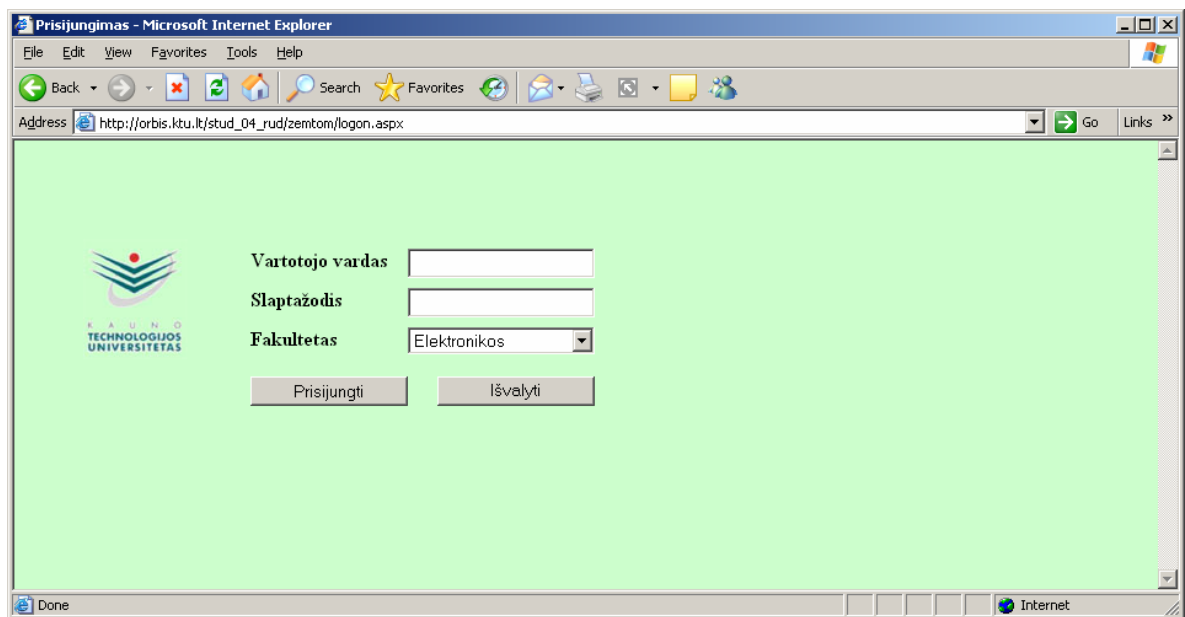 Prisijungimas - Microsoft Internet Explorer
File Edit View Favorites Tools Help
Back Search Favorites
Address http://orbis.ktu.lt/stud_04_rud/zemtom/logon.aspx Go Links »
Vartotojo vardas
Slaptažodis
KAUNO
TECHNOLOGIJOS
UNIVERSITETAS
Fakultetas Elektronikos
Prisijungti Išvalyti
Done Internet